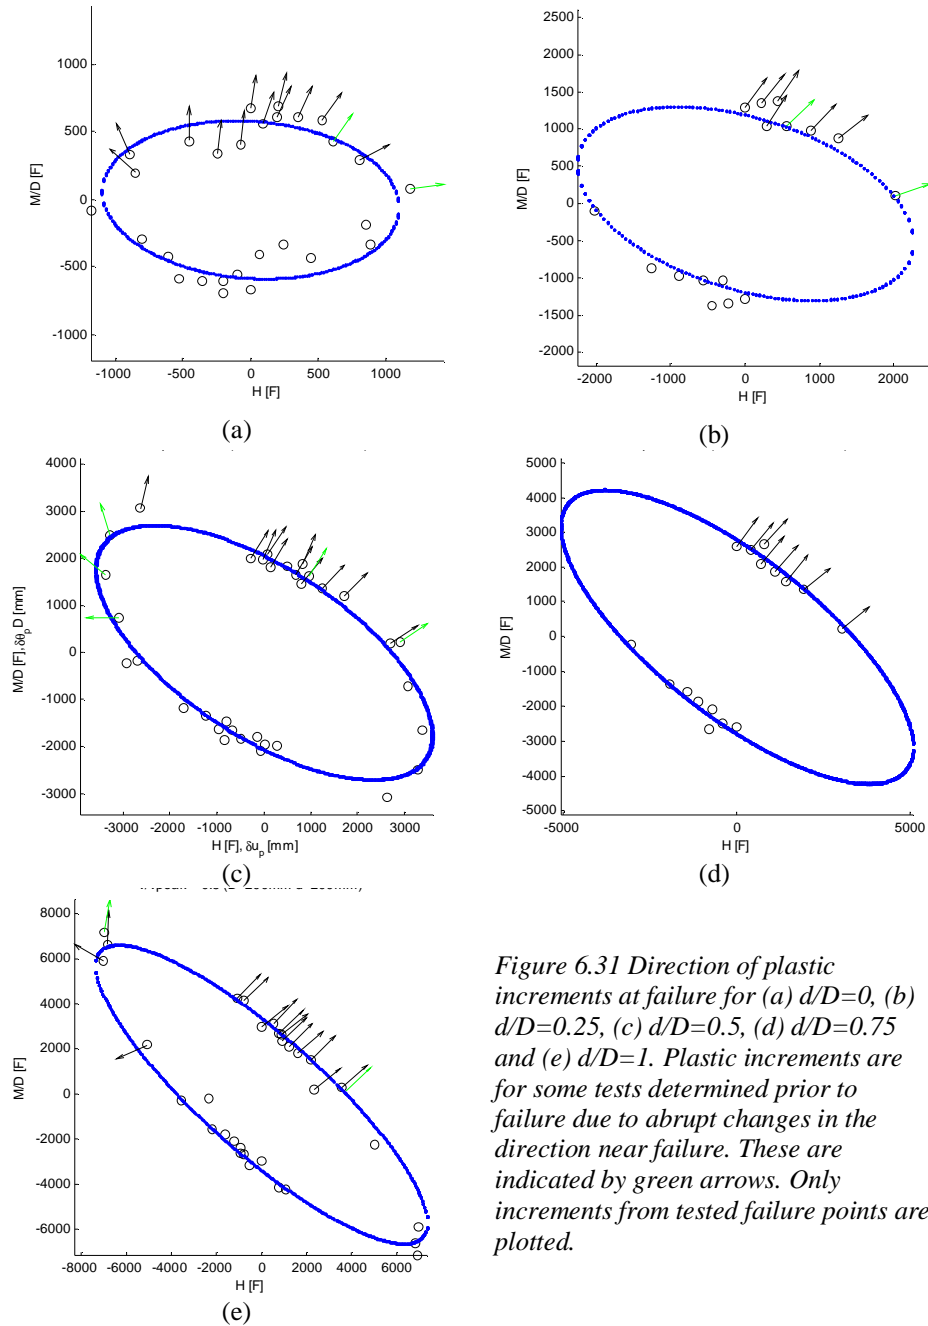 1000
500
0
-500
-1000
M/D [F]
-1000 -500 0 500 1000
H [F]
(a)
2500
2000
1500
1000
500
0
-500
-1000
-1500
-2000
M/D [F]
-2000 -1000 0 1000 2000
H [F]
(b)
4000
3000
2000
1000
0
-1000
-2000
-3000
M/D [F], δθp D [mm]
-3000 -2000 -1000 0 1000 2000 3000
H [F], δup [mm]
(c)
5000
4000
3000
2000
1000
0
-1000
-2000
-3000
-4000
-5000
M/D [F]
-5000 0 5000
H [F]
(d)
8000
6000
4000
2000
0
-2000
-4000
-6000
M/D [F]
-8000 -6000 -4000 -2000 0 2000 4000 6000
H [F]
(e)
Figure 6.31 Direction of plastic
increments at failure for (a) d/D=0, (b)
d/D=0.25, (c) d/D=0.5, (d) d/D=0.75
and (e) d/D=1. Plastic increments are
for some tests determined prior to
failure due to abrupt changes in the
direction near failure. These are
indicated by green arrows. Only
increments from tested failure points are
plotted.